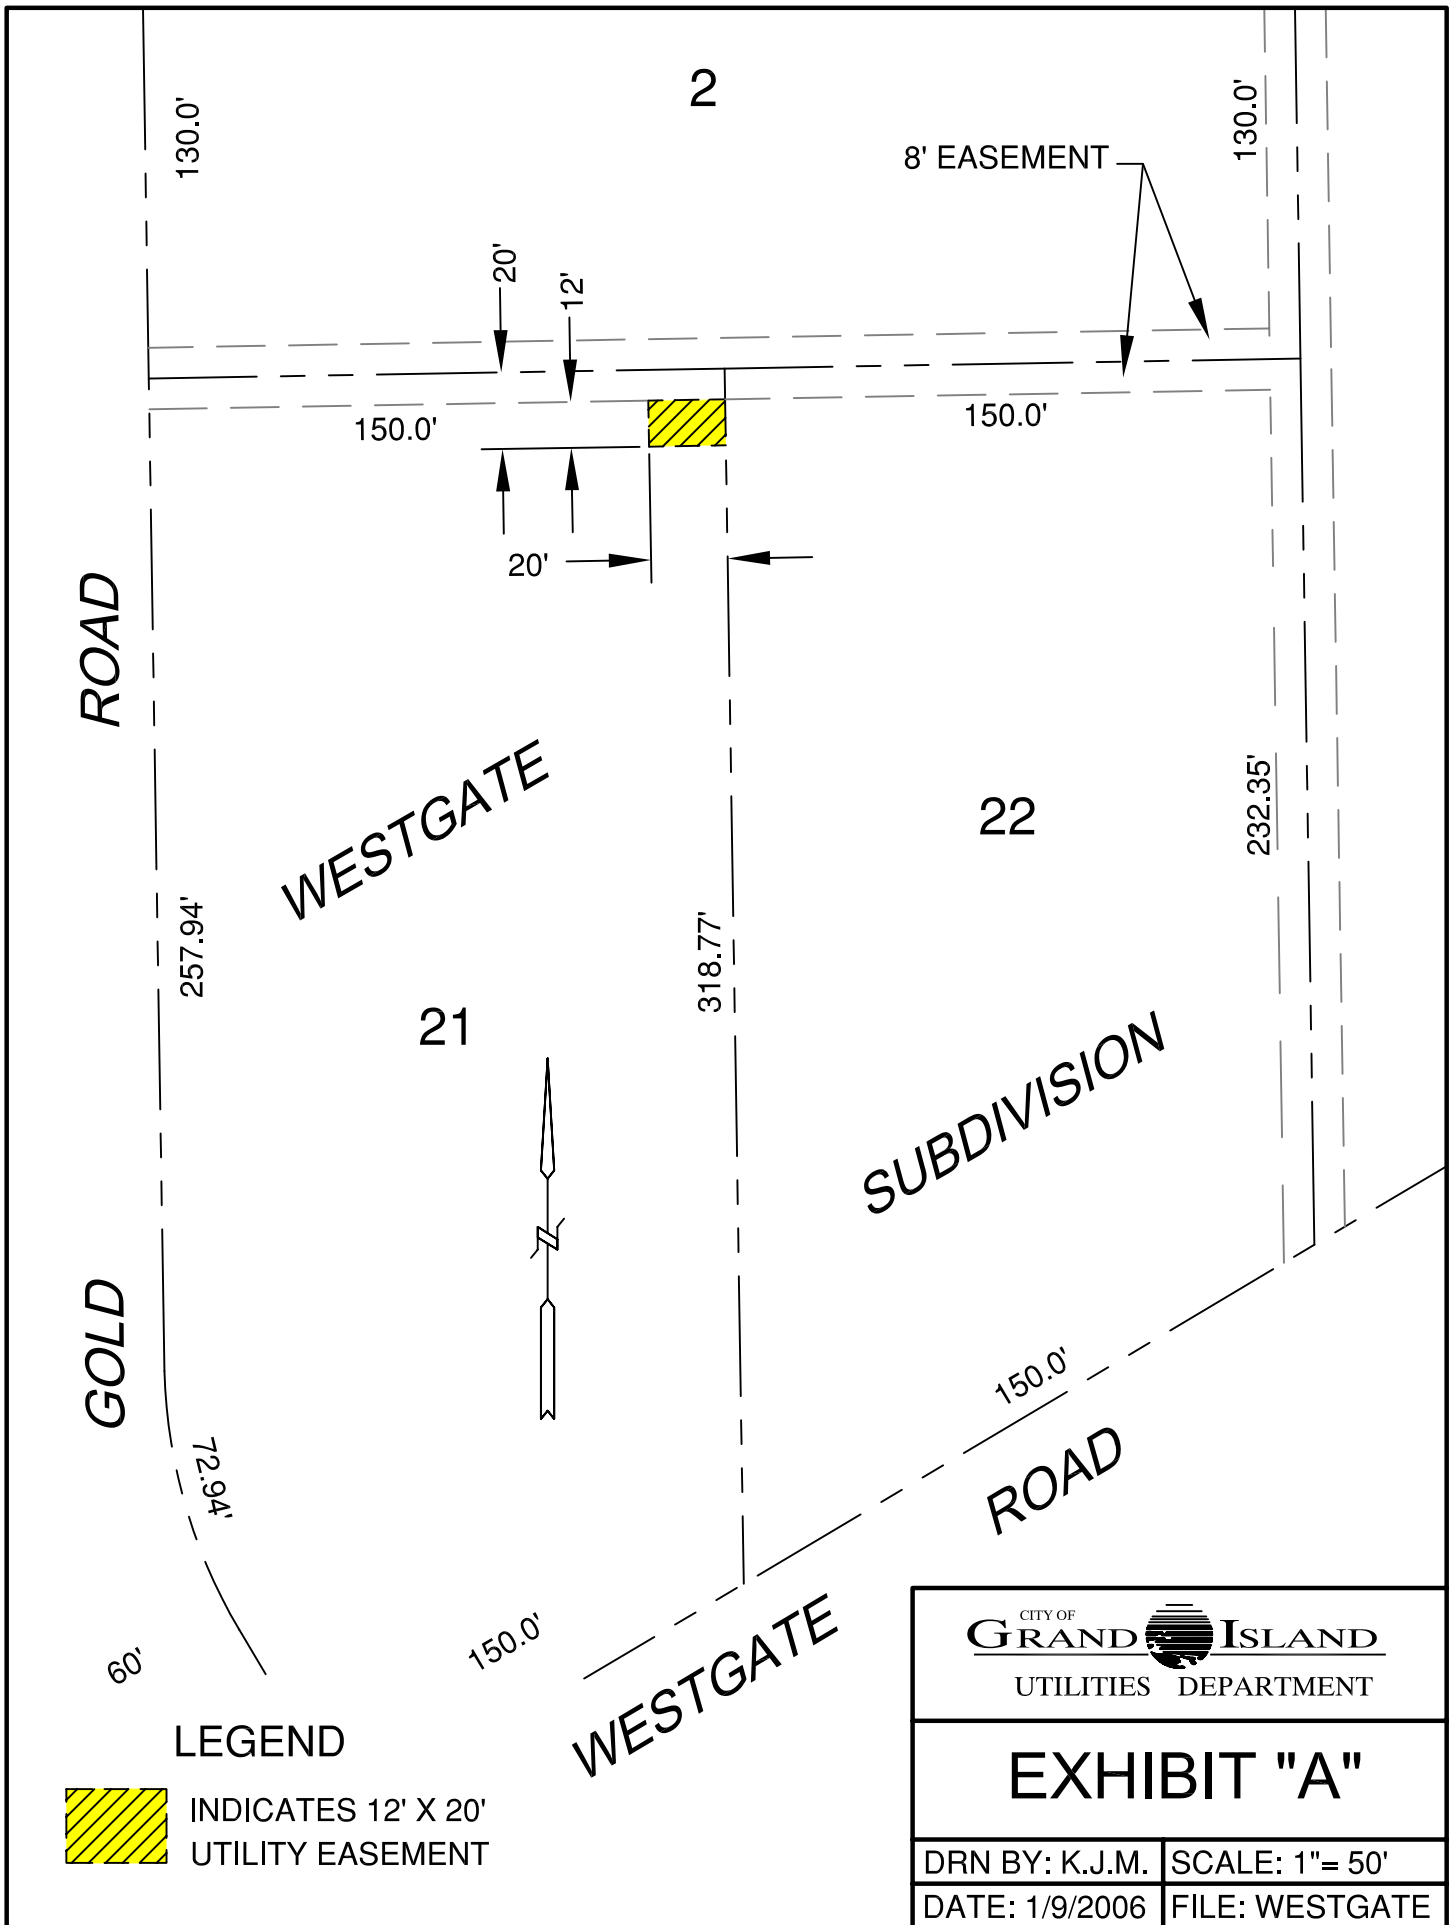 2
130.0'
130.0'
8' EASEMENT
20'
12'
150.0'
150.0'
20'
ROAD
WESTGATE
22
232.35'
257.94'
318.77'
21
SUBDIVISION
N
GOLD
150.0'
72.94'
ROAD
150.0'
60'
WESTGATE
LEGEND
INDICATES 12' X 20'
UTILITY EASEMENT
CITY OF
GRAND ISLAND
UTILITIES DEPARTMENT
EXHIBIT "A"
DRN BY: K.J.M.
SCALE: 1"= 50'
DATE: 1/9/2006
FILE: WESTGATE